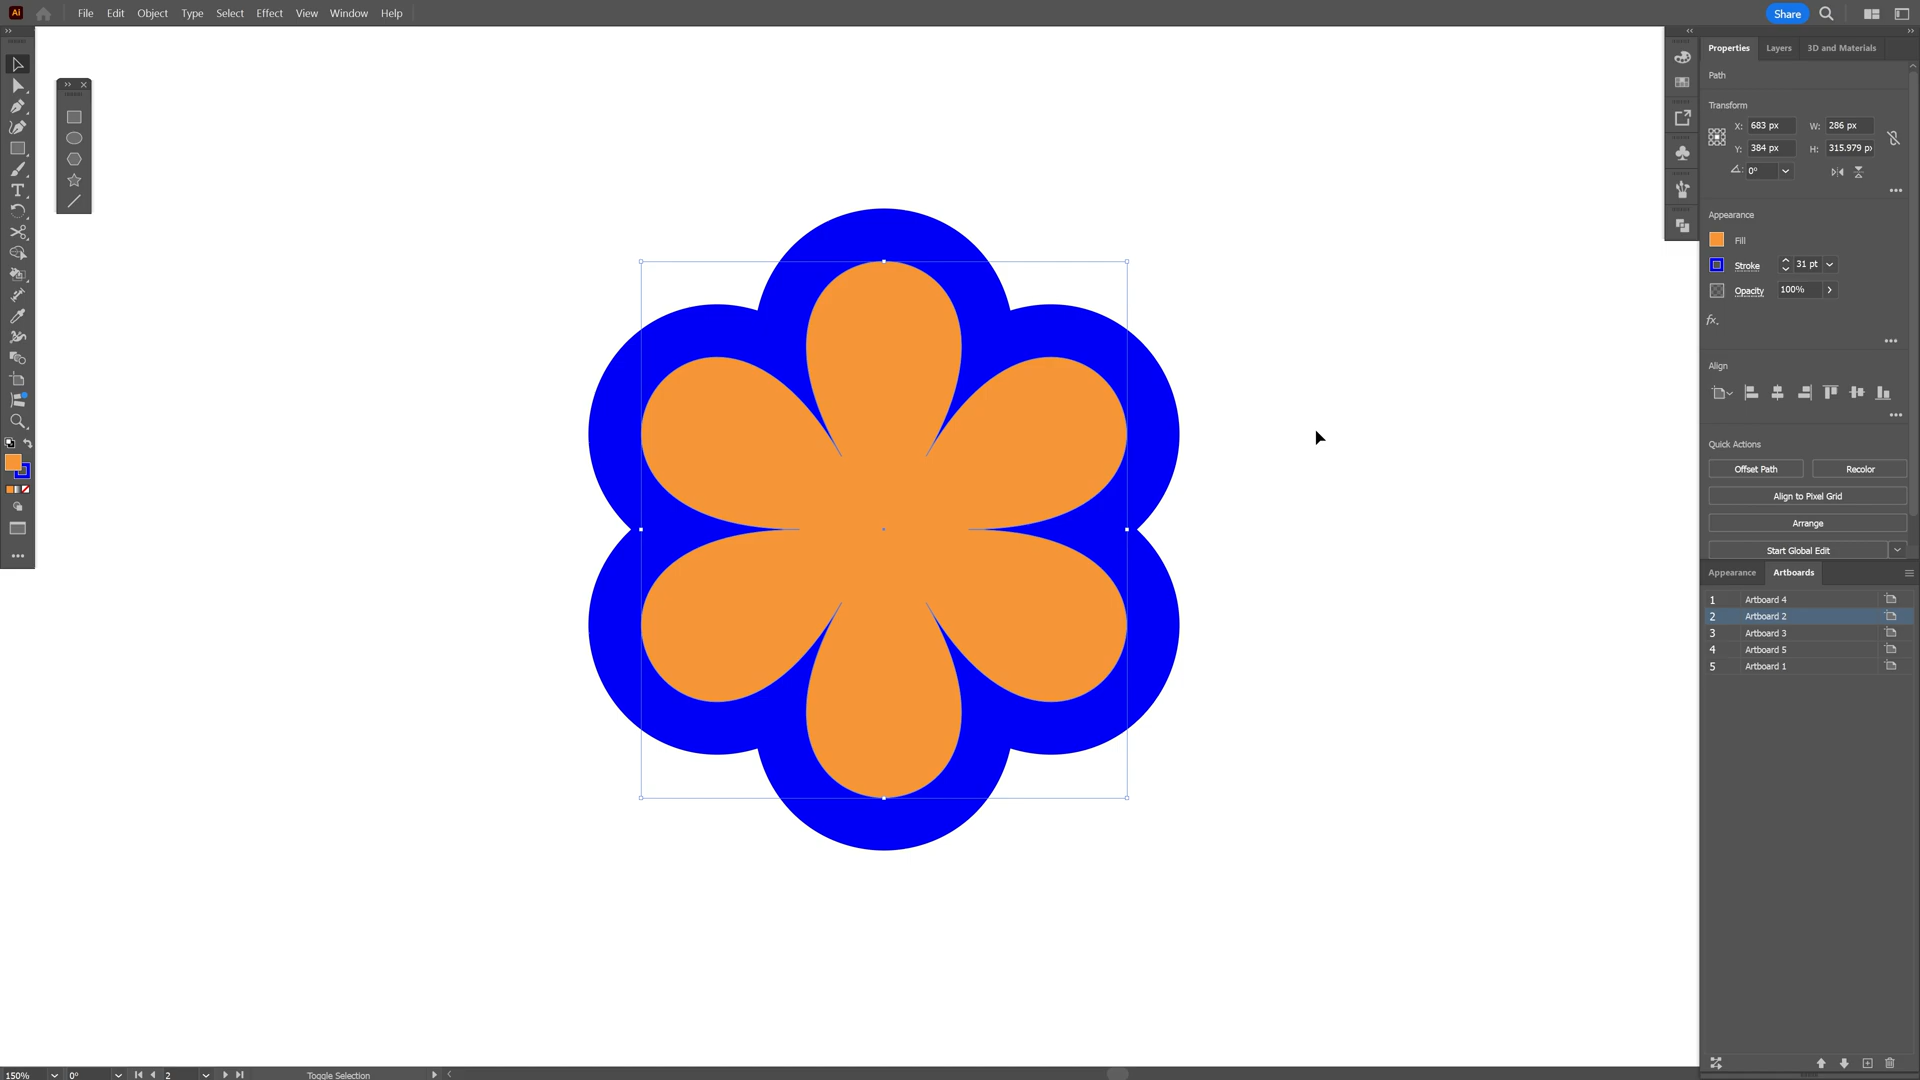 Ai File Edit Object Type Select Effect View Window Help Share
Properties Layers 3D and Materials
Path
Transform
X: 683 px W: 286 px
Y: 384 px H: 315.979 p
0°
Appearance
Fill
Stroke 31 pt
Opacity 100%
fx.
Align
Quick Actions
Offset Path Recolor
Align to Pixel Grid
Arrange
Start Global Edit
Appearance Artboards
1 Artboard 4
2 Artboard 2
3 Artboard 3
4 Artboard 5
5 Artboard 1
150% 0° 2 Toggle Selection